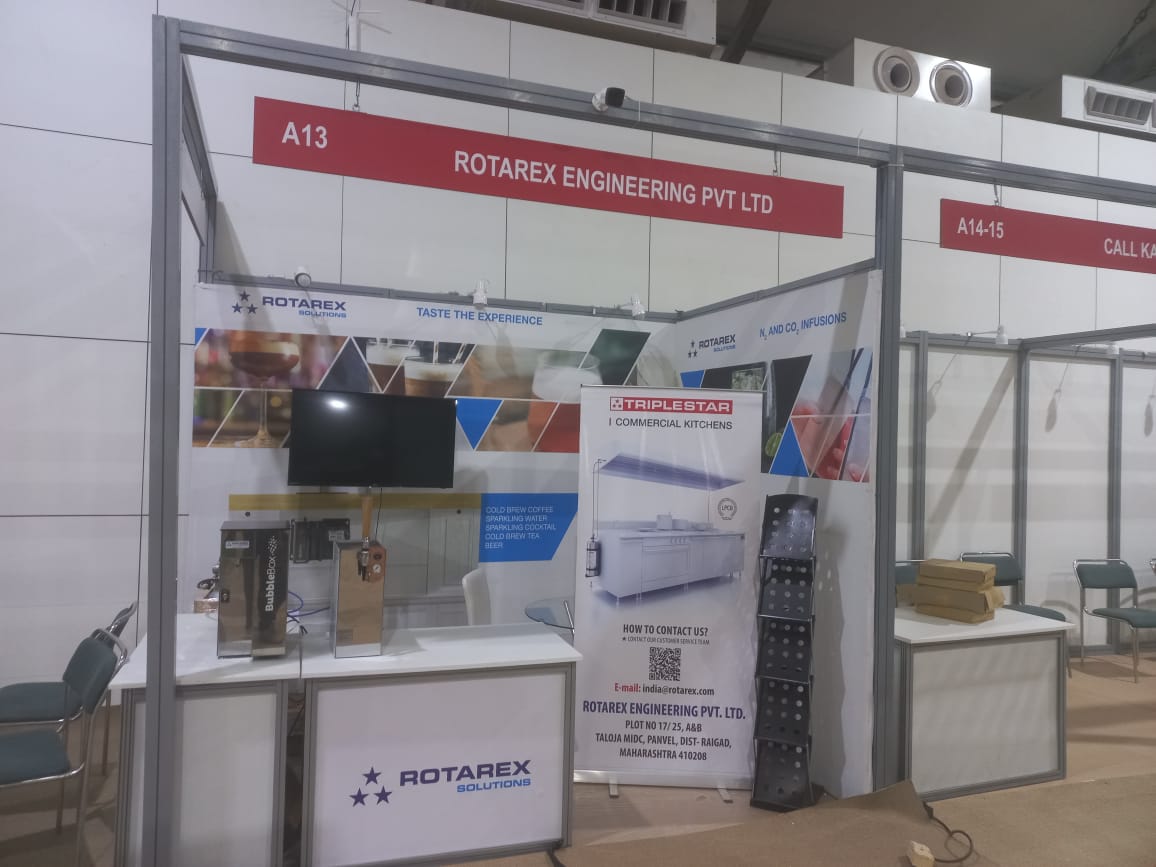 A13
ROTAREX ENGINEERING PVT LTD
A14-15
CALL KA
ROTAREX
SOLUTIONS
TASTE THE EXPERIENCE
ROTAREX
SOLUTIONS
N₂ AND CO₂ INFUSIONS
TRIPLESTAR
COMMERCIAL KITCHENS
LPCB
COLD BREW COFFEE
SPARKLING WATER
SPARKLING COCKTAIL
COLD BREW TEA
BEER
BubbleBox
HOW TO CONTACT US?
CONTACT OUR CUSTOMER SERVICE TEAM
E-mail: india@rotarex.com
ROTAREX ENGINEERING PVT. LTD.
PLOT NO 17/ 25, A&B
TALOJA MIDC, PANVEL, DIST- RAIGAD,
MAHARASHTRA 410208
ROTAREX
SOLUTIONS